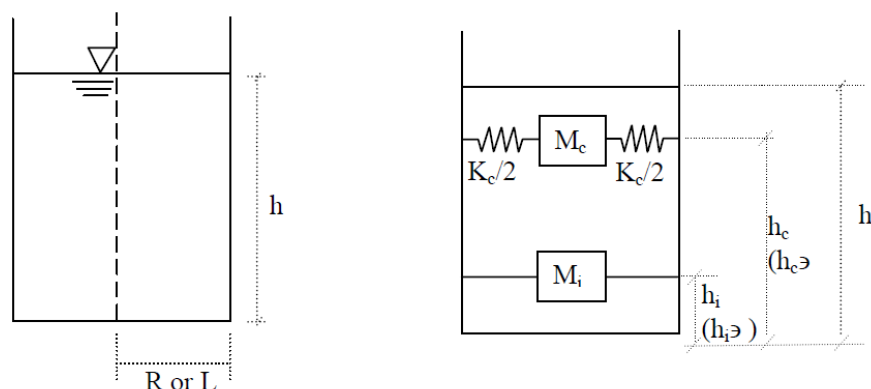 h
R or L
M_c
K_c/2 K_c/2
h
h_c
(h_c϶
M_i
h_i
(h_i϶ )